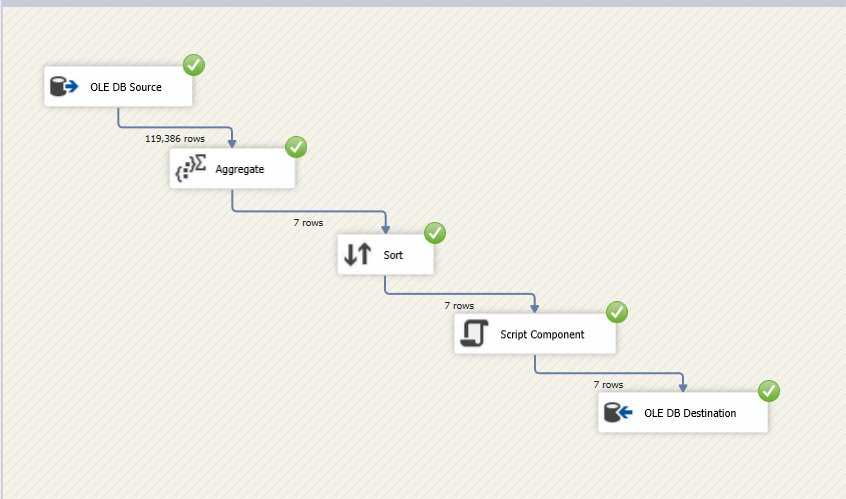 OLE DB Source
119,386 rows
Aggregate
7 rows
Sort
7 rows
Script Component
7 rows
OLE DB Destination